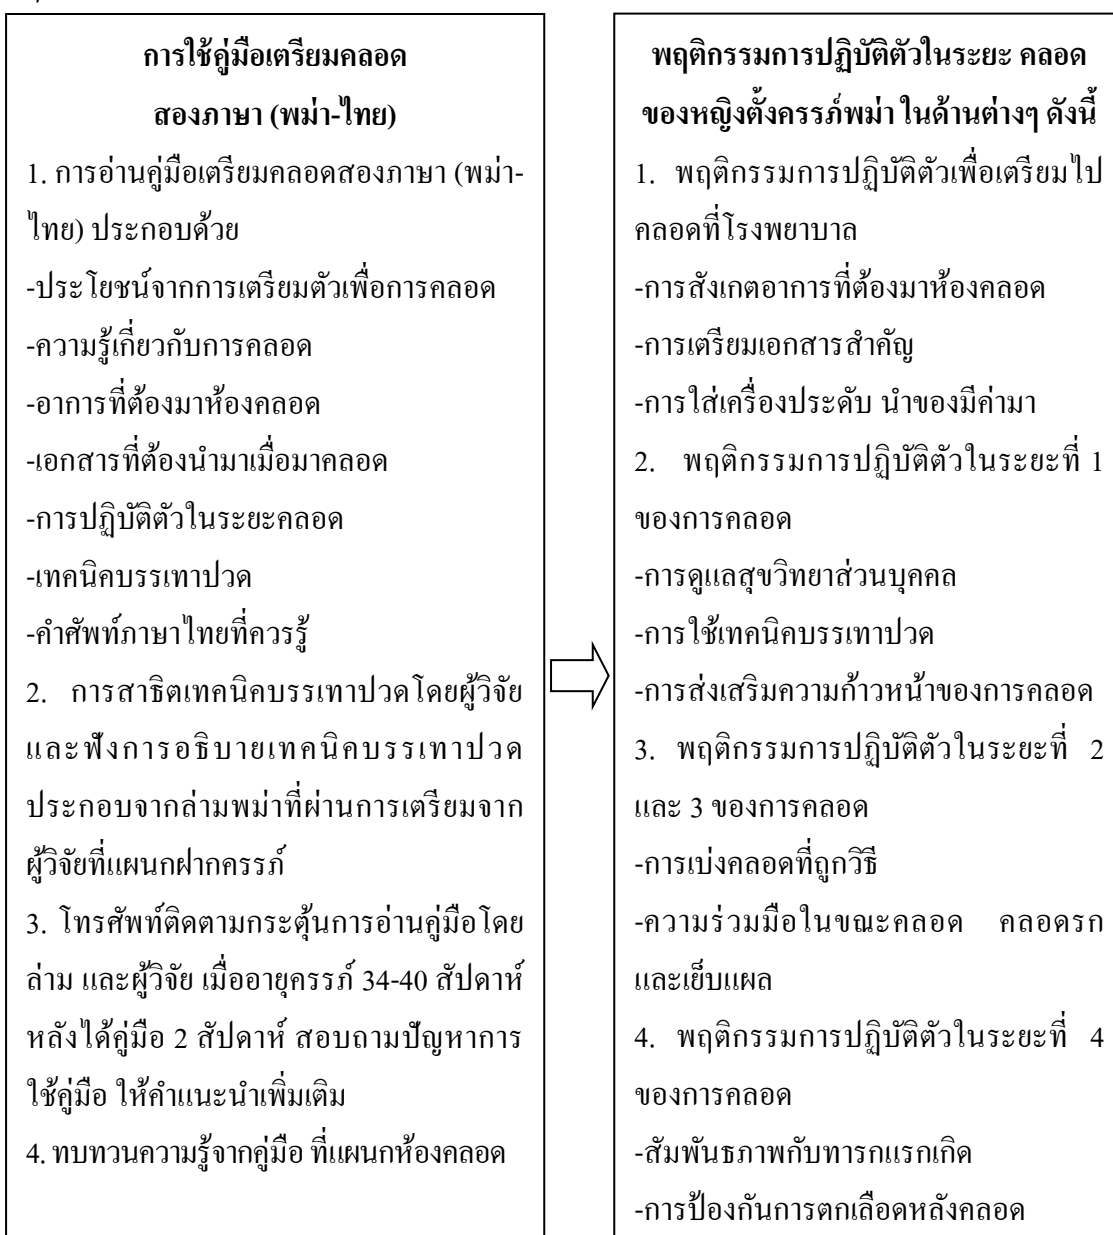 การใช้คู่มือเตรียมคลอด
สองภาษา (พม่า-ไทย)
1. การอ่านคู่มือเตรียมคลอดสองภาษา (พม่า-
ไทย) ประกอบด้วย
-ประโยชน์จากการเตรียมตัวเพื่อการคลอด
-ความรู้เกี่ยวกับการคลอด
-อาการที่ต้องมาห้องคลอด
-เอกสารที่ต้องนำมาเมื่อมาคลอด
-การปฏิบัติตัวในระยะคลอด
-เทคนิคบรรเทาปวด
-คำศัพท์ภาษาไทยที่ควรรู้
2. การสาธิตเทคนิคบรรเทาปวดโดยผู้วิจัย
และฟังการอธิบายเทคนิคบรรเทาปวด
ประกอบจากล่ามพม่าที่ผ่านการเตรียมจาก
ผู้วิจัยที่แผนกฝากครรภ์
3. โทรศัพท์ติดตามกระตุ้นการอ่านคู่มือโดย
ล่าม และผู้วิจัย เมื่ออายุครรภ์ 34-40 สัปดาห์
หลังได้คู่มือ 2 สัปดาห์ สอบถามปัญหาการ
ใช้คู่มือ ให้คำแนะนำเพิ่มเติม
4. ทบทวนความรู้จากคู่มือ ที่แผนกห้องคลอด
พฤติกรรมการปฏิบัติตัวในระยะ คลอด
ของหญิงตั้งครรภ์พม่า ในด้านต่างๆ ดังนี้
1. พฤติกรรมการปฏิบัติตัวเพื่อเตรียมไป
คลอดที่โรงพยาบาล
-การสังเกตอาการที่ต้องมาห้องคลอด
-การเตรียมเอกสารสำคัญ
-การใส่เครื่องประดับ นำของมีค่ามา
2. พฤติกรรมการปฏิบัติตัวในระยะที่ 1
ของการคลอด
-การดูแลสุขวิทยาส่วนบุคคล
-การใช้เทคนิคบรรเทาปวด
-การส่งเสริมความก้าวหน้าของการคลอด
3. พฤติกรรมการปฏิบัติตัวในระยะที่ 2
และ 3 ของการคลอด
-การเบ่งคลอดที่ถูกวิธี
-ความร่วมมือในขณะคลอด คลอดรก
และเย็บแผล
4. พฤติกรรมการปฏิบัติตัวในระยะที่ 4
ของการคลอด
-สัมพันธภาพกับทารกแรกเกิด
-การป้องกันการตกเลือดหลังคลอด